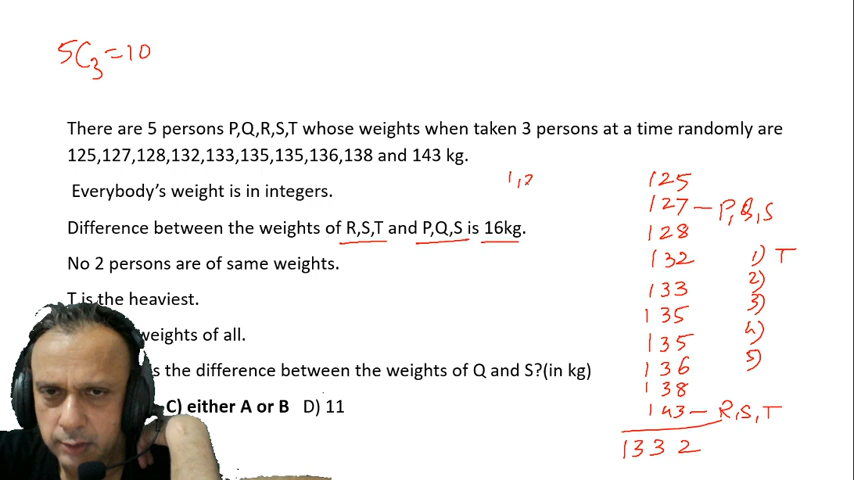 5C3=10
There are 5 persons P,Q,R,S,T whose weights when taken 3 persons at a time randomly are
125,127,128,132,133,135,135,136,138 and 143 kg.
1,2
Everybody's weight is in integers.
Difference between the weights of R,S,T and P,Q,S is 16kg.
No 2 persons are of same weights.
T is the heaviest.
weights of all.
s the difference between the weights of Q and S?(in kg)
C) either A or B D) 11
125
127 – P,Q,S
128
132
133
135
135
136
138
143 – R,S,T
1332
1) T
2)
3)
4)
5)